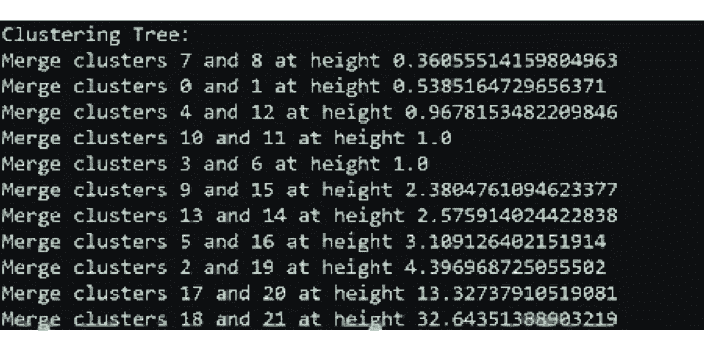 Clustering Tree:
Merge clusters 7 and 8 at height 0.36055514159804963
Merge clusters 0 and 1 at height 0.5385164729656371
Merge clusters 4 and 12 at height 0.9678153482209846
Merge clusters 10 and 11 at height 1.0
Merge clusters 3 and 6 at height 1.0
Merge clusters 9 and 15 at height 2.3804761094623377
Merge clusters 13 and 14 at height 2.575914024422838
Merge clusters 5 and 16 at height 3.109126402151914
Merge clusters 2 and 19 at height 4.396968725055502
Merge clusters 17 and 20 at height 13.32737910519081
Merge clusters 18 and 21 at height 32.64351388903219